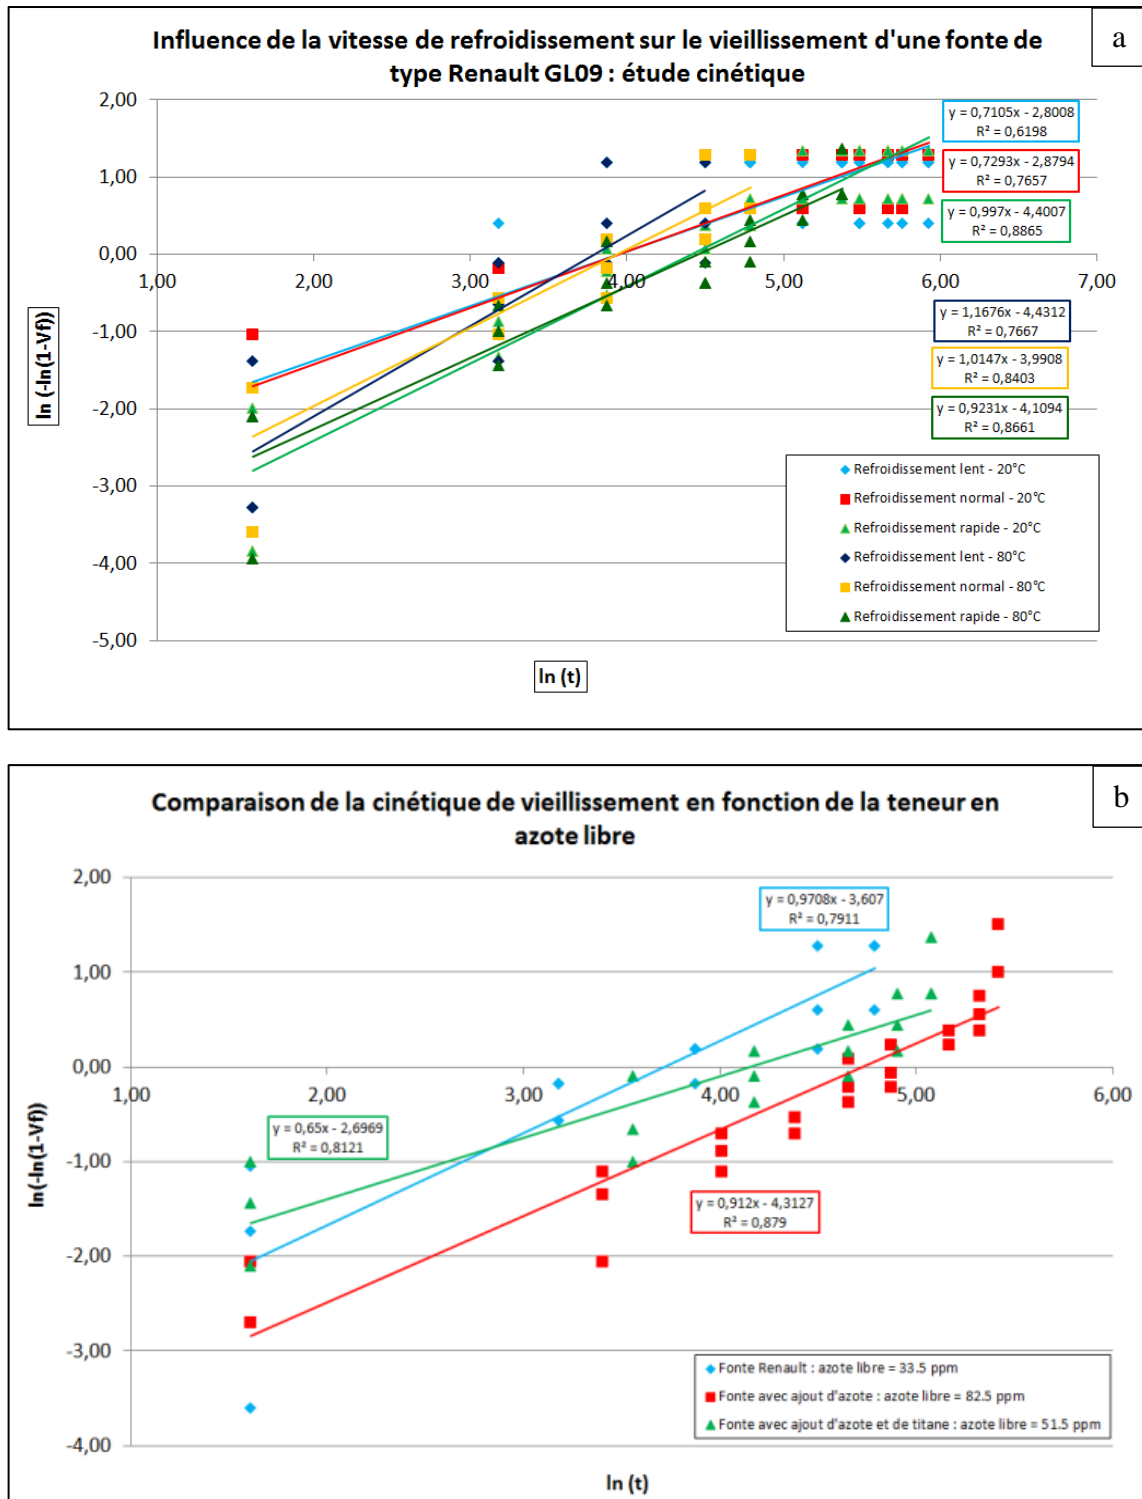 a
Influence de la vitesse de refroidissement sur le vieillissement d'une fonte de
type Renault GL09 : étude cinétique
2,00
1,00
0,00
-1,00
-2,00
-3,00
-4,00
-5,00
1,00
2,00
3,00
4,00
5,00
6,00
7,00
ln (-ln(1-Vf))
ln (t)
y = 0,7105x - 2,8008
R² = 0,6198
y = 0,7293x - 2,8794
R² = 0,7657
y = 0,997x - 4,4007
R² = 0,8865
y = 1,1676x - 4,4312
R² = 0,7667
y = 1,0147x - 3,9908
R² = 0,8403
y = 0,9231x - 4,1094
R² = 0,8661
Refroidissement lent - 20°C
Refroidissement normal - 20°C
Refroidissement rapide - 20°C
Refroidissement lent - 80°C
Refroidissement normal - 80°C
Refroidissement rapide - 80°C
b
Comparaison de la cinétique de vieillissement en fonction de la teneur en
azote libre
2,00
1,00
0,00
-1,00
-2,00
-3,00
-4,00
1,00
2,00
3,00
4,00
5,00
6,00
ln(-ln(1-Vf))
ln (t)
y = 0,9708x - 3,607
R² = 0,7911
y = 0,65x - 2,6969
R² = 0,8121
y = 0,912x - 4,3127
R² = 0,879
Fonte Renault : azote libre = 33.5 ppm
Fonte avec ajout d'azote : azote libre = 82.5 ppm
Fonte avec ajout d'azote et de titane : azote libre = 51.5 ppm